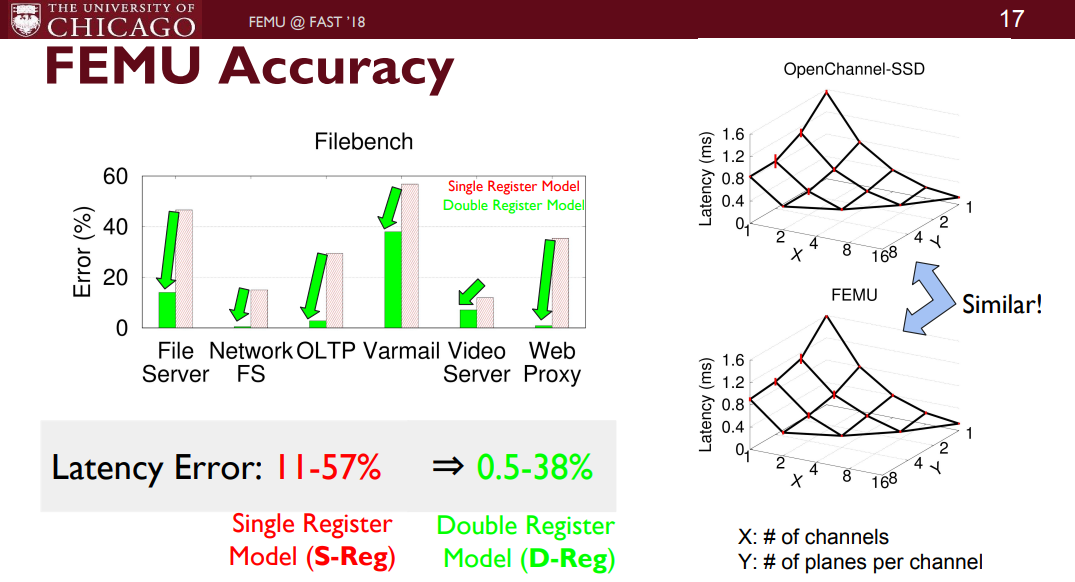 THE UNIVERSITY OF
CHICAGO
FEMU @ FAST '18
17
FEMU Accuracy
Filebench
Error (%)
60
40
20
0
Single Register Model
Double Register Model
File Server
Network FS
OLTP
Varmail
Video Server
Web Proxy
Latency Error: 11-57% ⇒ 0.5-38%
Single Register
Model (S-Reg)
Double Register
Model (D-Reg)
OpenChannel-SSD
Latency (ms)
1.6
1.2
0.8
0.4
0
1 2 4 8 16
X
8 4 2 1
Y
FEMU
Latency (ms)
1.6
1.2
0.8
0.4
0
1 2 4 8 16
X
8 4 2 1
Y
Similar!
X: # of channels
Y: # of planes per channel